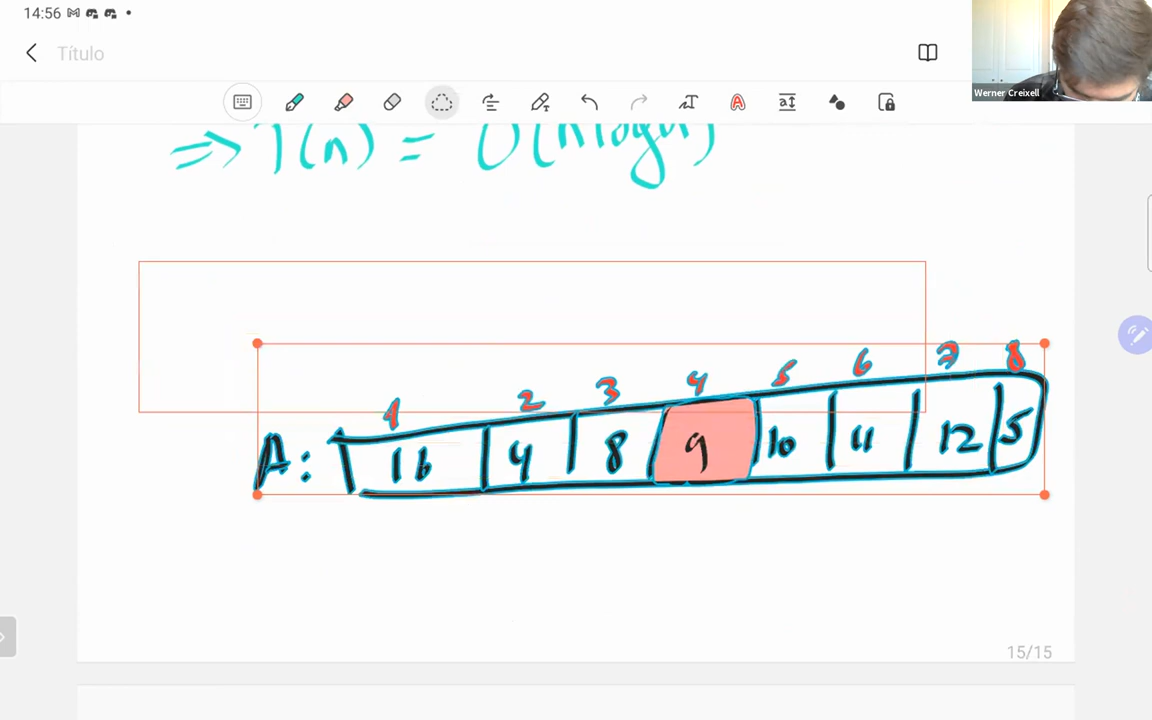 14:56
Título
Werner Creixell
=> T(n) = O(n logn)
1 2 3 4 5 6 7 8
A: 16 4 8 9 10 11 12 5
15/15